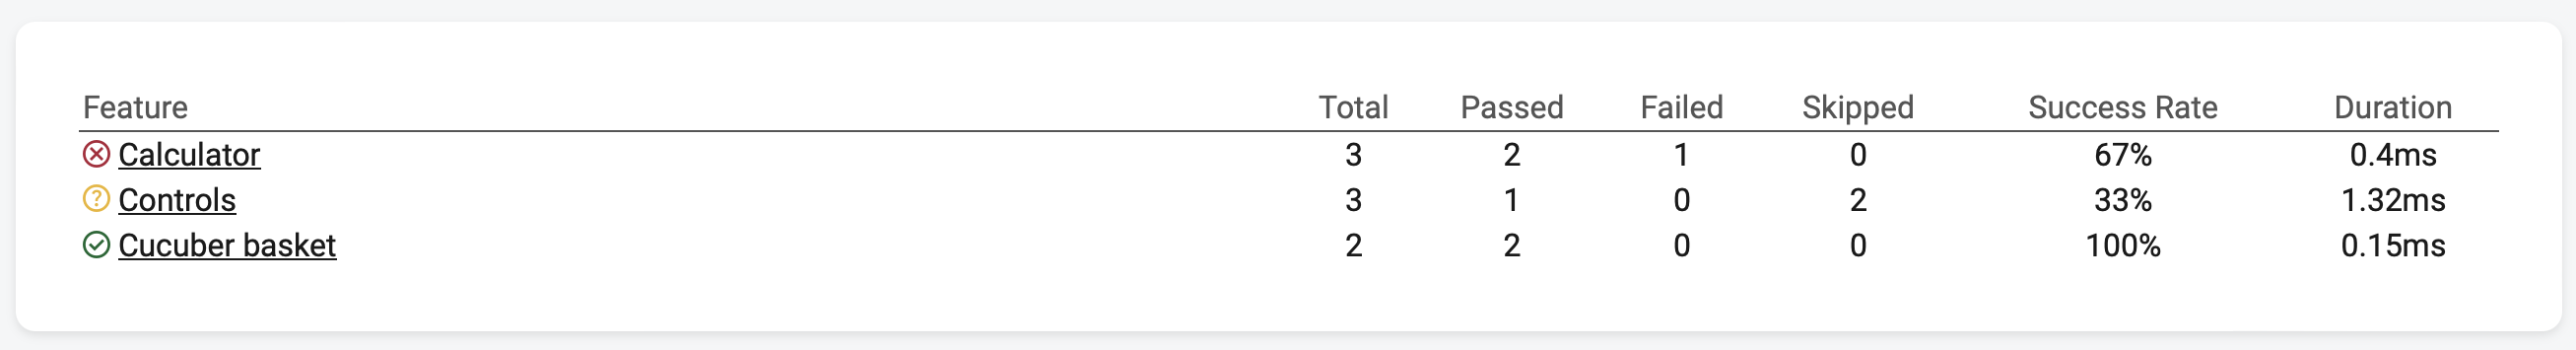 Feature Total Passed Failed Skipped Success Rate Duration
Calculator 3 2 1 0 67% 0.4ms
Controls 3 1 0 2 33% 1.32ms
Cucuber basket 2 2 0 0 100% 0.15ms